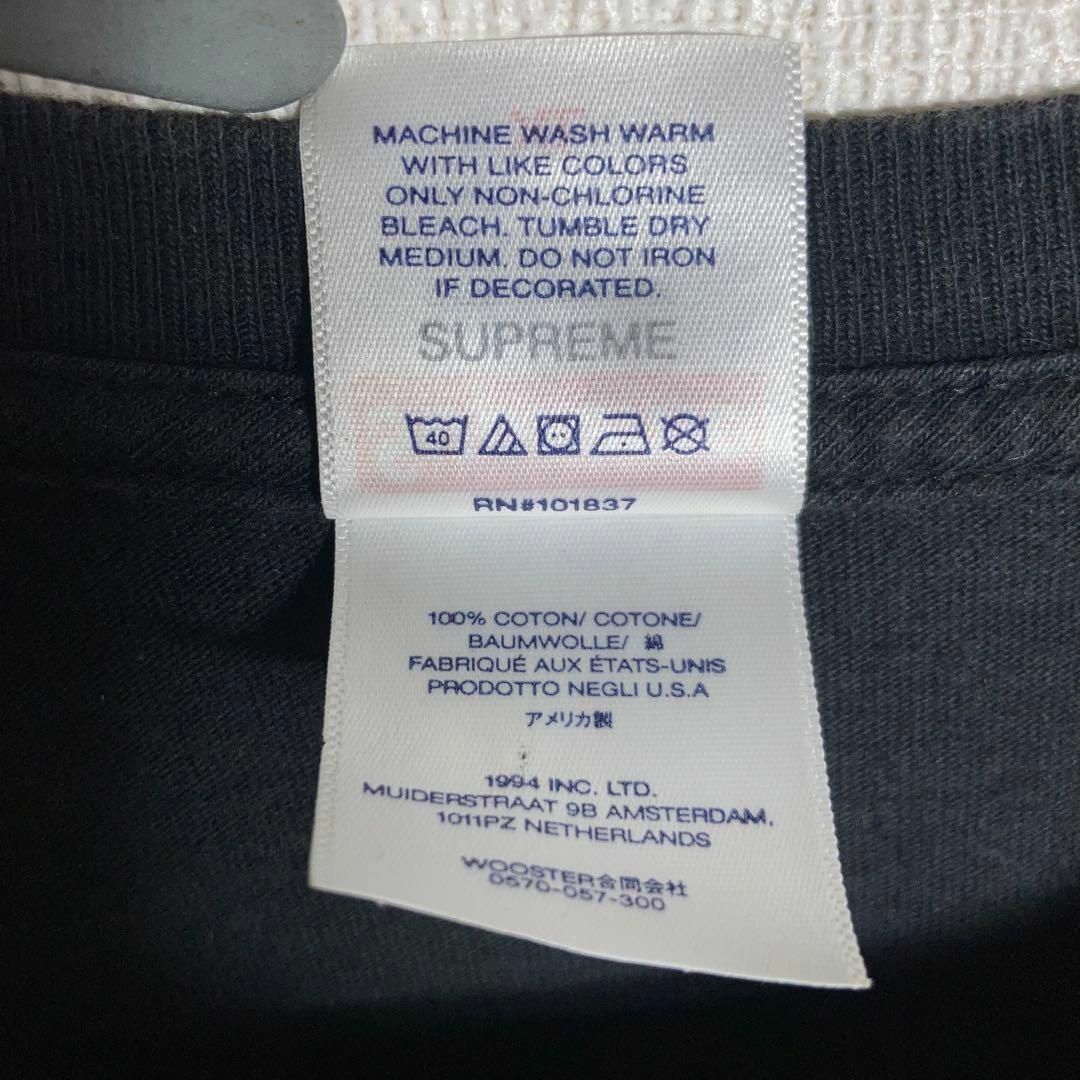 MACHINE WASH WARM
WITH LIKE COLORS
ONLY NON-CHLORINE
BLEACH. TUMBLE DRY
MEDIUM. DO NOT IRON
IF DECORATED.
SUPREME
40
RN#101837
100% COTON/ COTONE/
BAUMWOLLE/ 綿
FABRIQUÉ AUX ÉTATS-UNIS
PRODOTTO NEGLI U.S.A
アメリカ製
1994 INC. LTD.
MUIDERSTRAAT 9B AMSTERDAM,
1011PZ NETHERLANDS
WOOSTER合同会社
0570-057-300